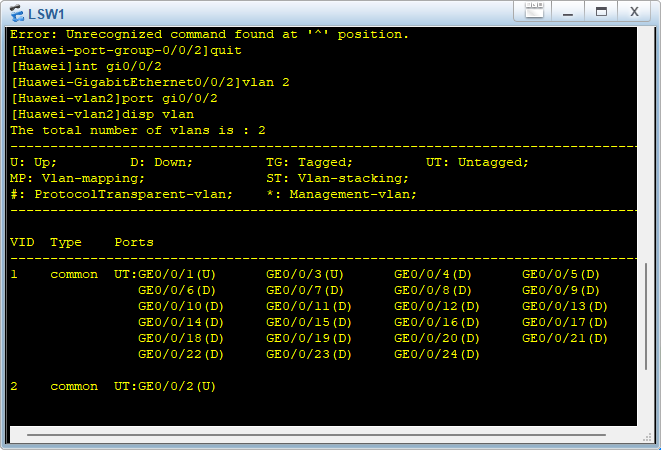 LSW1
Error: Unrecognized command found at '^' position.
[Huawei-port-group-0/0/2]quit
[Huawei]int gi0/0/2
[Huawei-GigabitEthernet0/0/2]vlan 2
[Huawei-vlan2]port gi0/0/2
[Huawei-vlan2]disp vlan
The total number of vlans is : 2
--------------------------------------------------------------------------------
U: Up;         D: Down;         TG: Tagged;         UT: Untagged;
MP: Vlan-mapping;               ST: Vlan-stacking;
#: ProtocolTransparent-vlan;    *: Management-vlan;
--------------------------------------------------------------------------------
VID  Type    Ports
--------------------------------------------------------------------------------
1    common  UT:GE0/0/1(U)      GE0/0/3(U)      GE0/0/4(D)      GE0/0/5(D)
GE0/0/6(D)      GE0/0/7(D)      GE0/0/8(D)      GE0/0/9(D)
GE0/0/10(D)     GE0/0/11(D)     GE0/0/12(D)     GE0/0/13(D)
GE0/0/14(D)     GE0/0/15(D)     GE0/0/16(D)     GE0/0/17(D)
GE0/0/18(D)     GE0/0/19(D)     GE0/0/20(D)     GE0/0/21(D)
GE0/0/22(D)     GE0/0/23(D)     GE0/0/24(D)
2    common  UT:GE0/0/2(U)